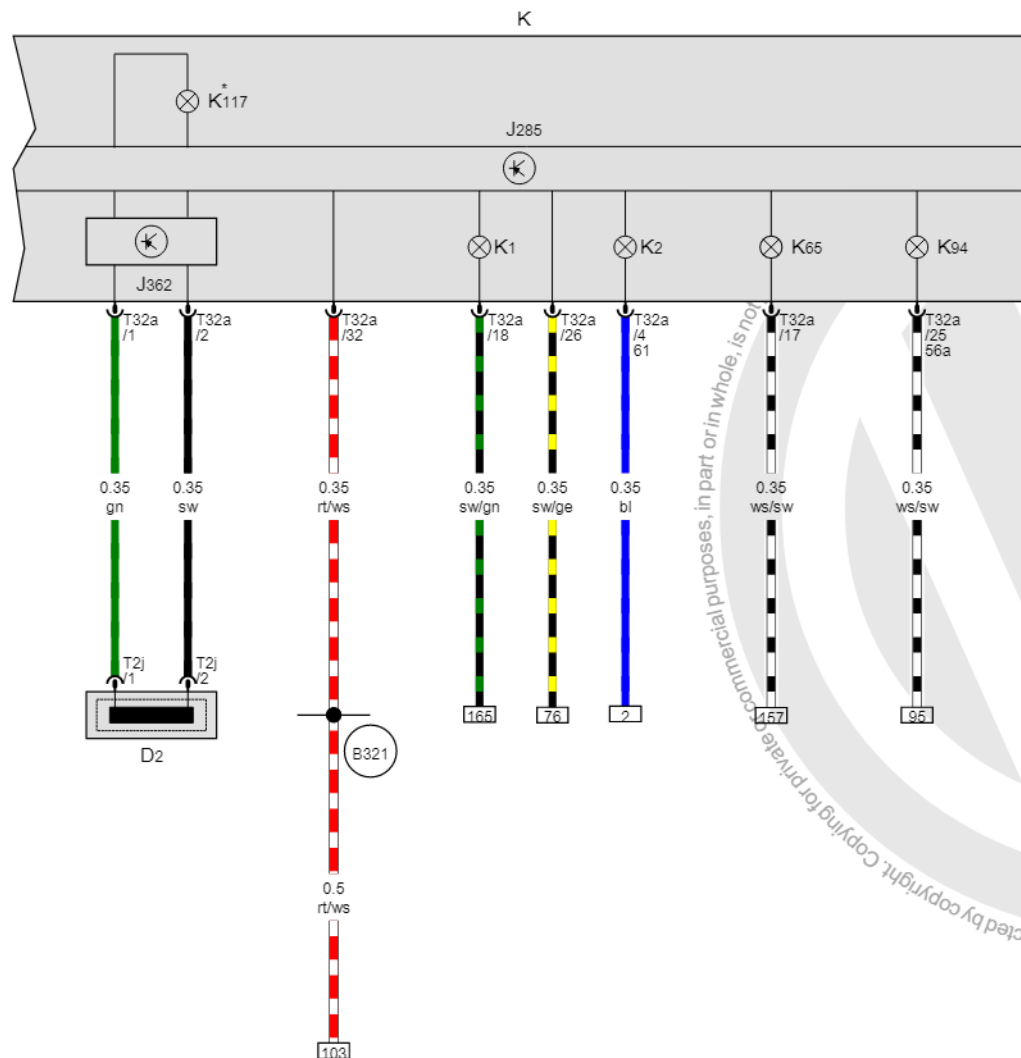 K
K117*
J285
K1
K2
K65
K94
J362
T32a
/1
T32a
/2
T32a
/32
T32a
/18
T32a
/26
T32a
/4
61
T32a
/17
T32a
/25
56a
0.35
gn
0.35
sw
0.35
rt/ws
0.35
sw/gn
0.35
sw/ge
0.35
bl
0.35
ws/sw
0.35
ws/sw
T2j
/1
T2j
/2
D2
B321
165
76
2
157
95
0.5
rt/ws
103
cted by copyright. Copying for private or commercial purposes, in part or in whole, is not